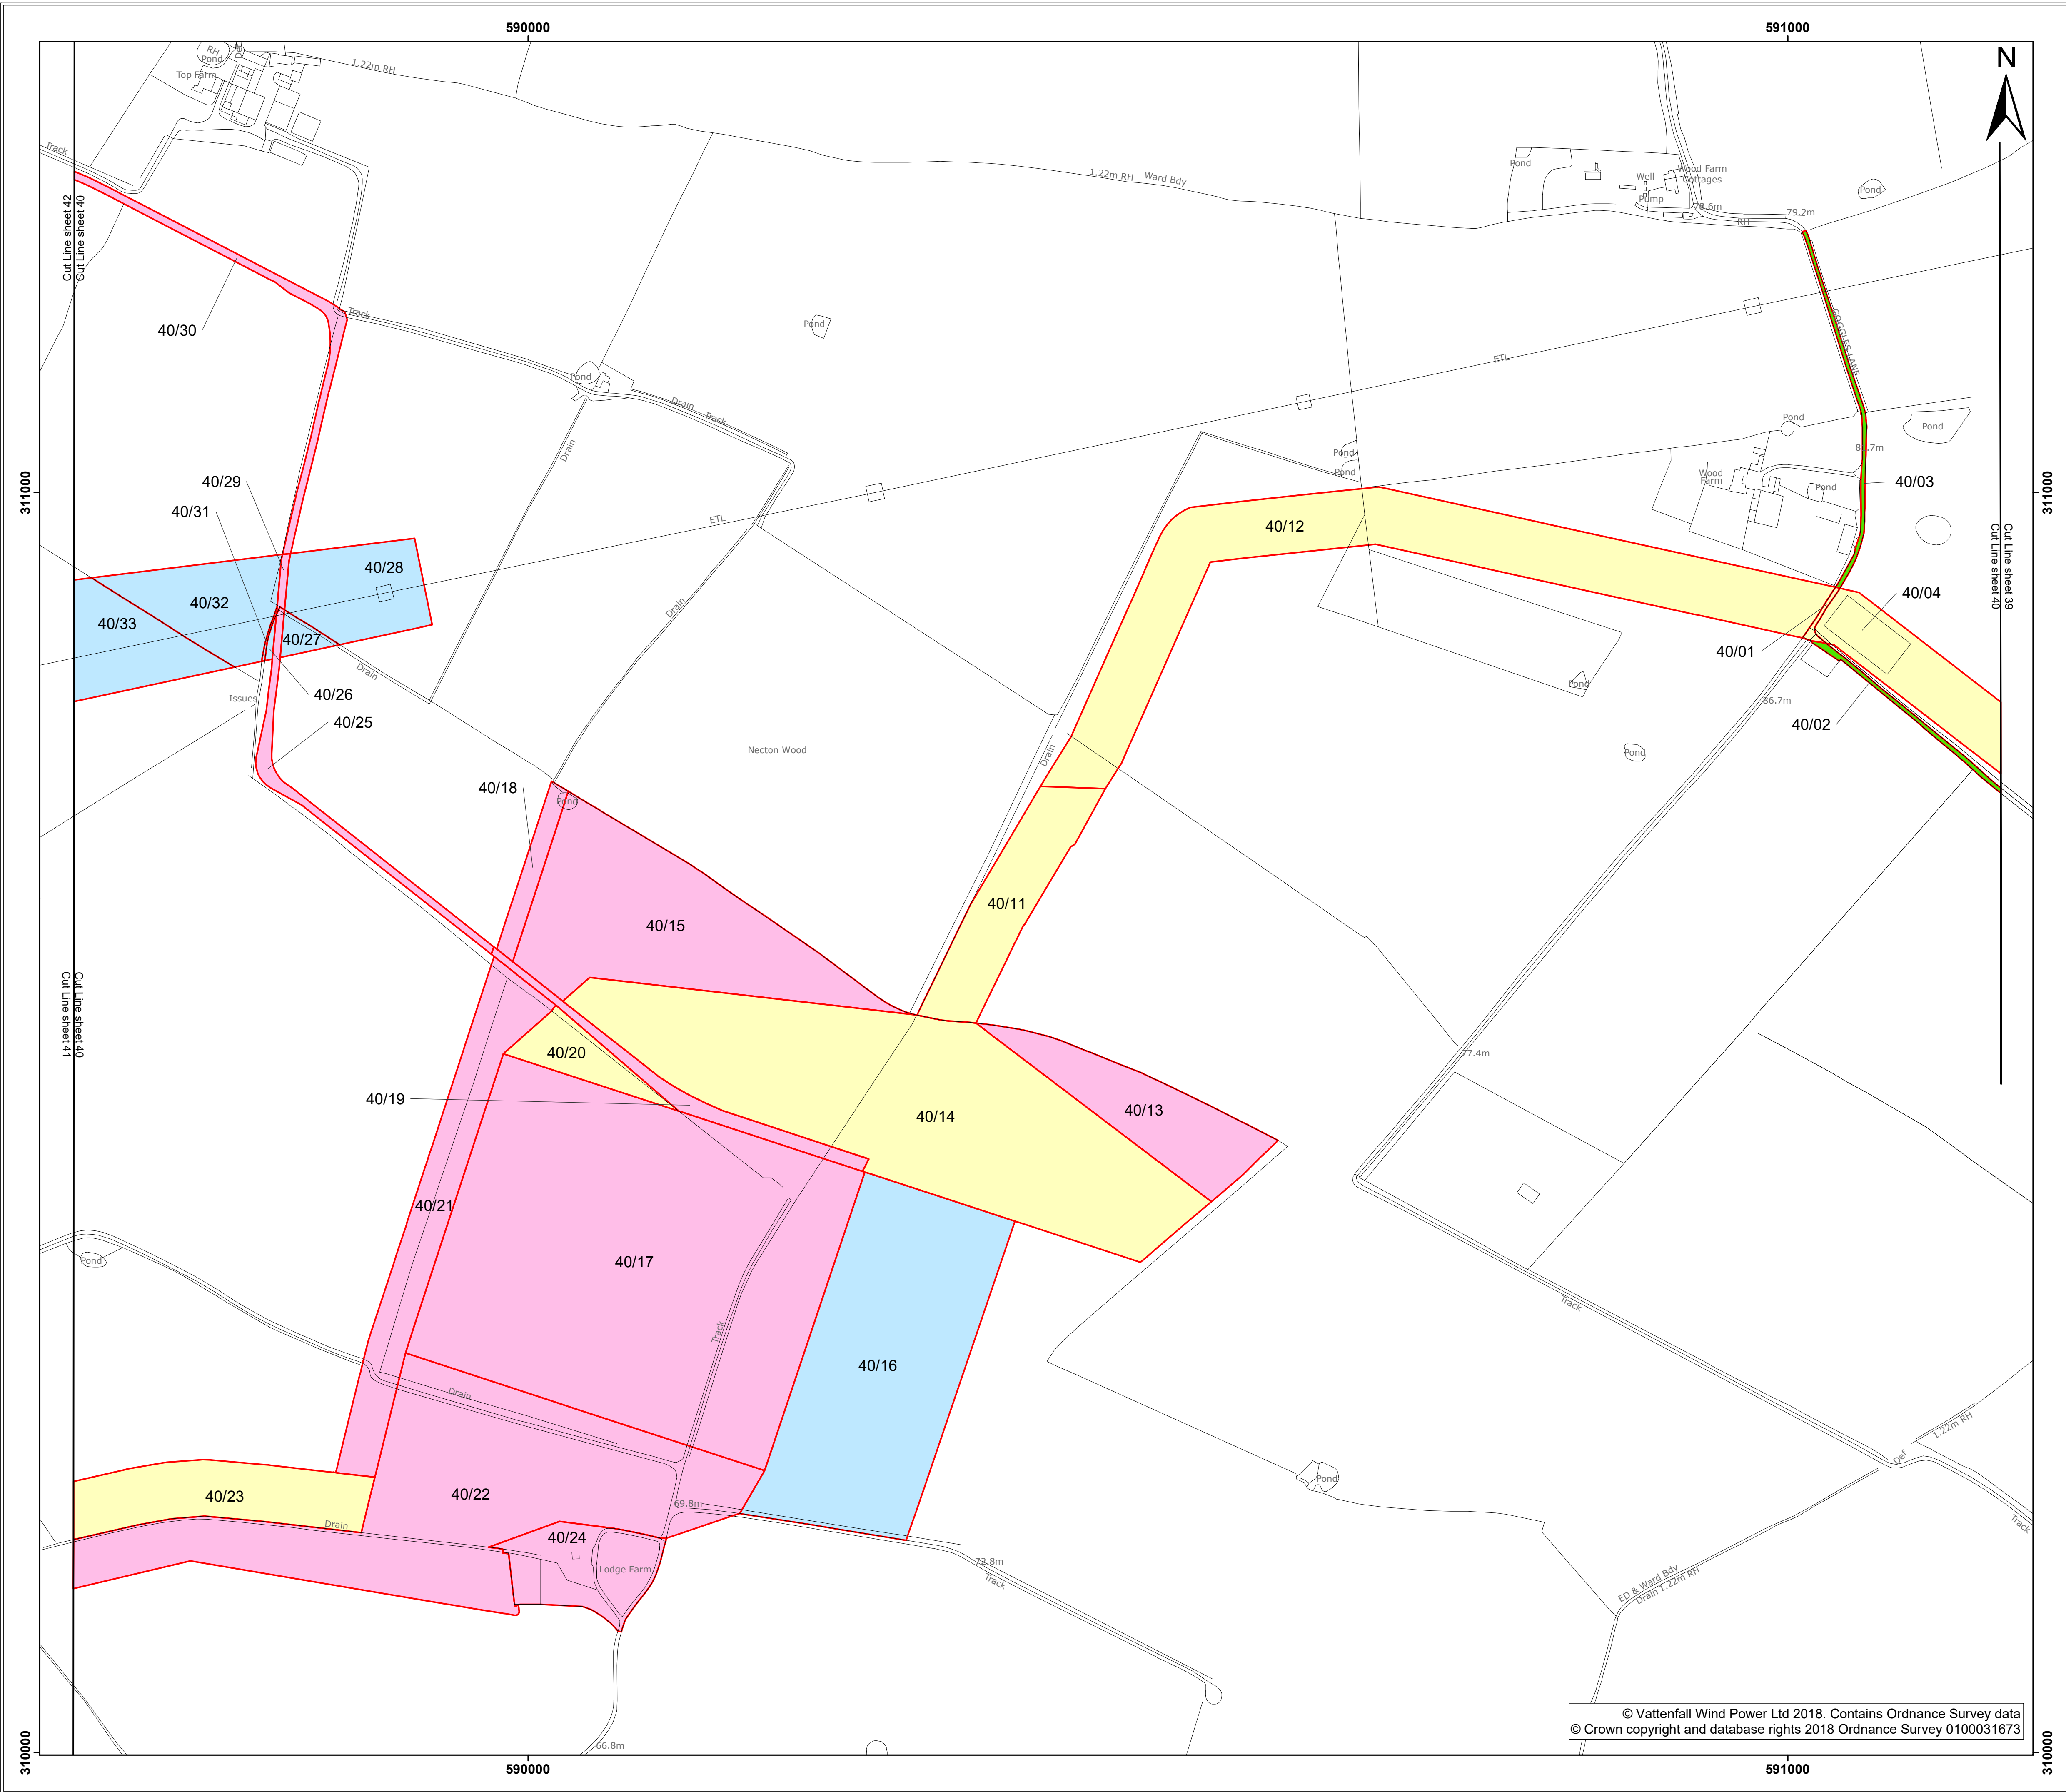 590000
591000
N
RH
Pond
Top Farm
1.22m RH
Track
Cut Line sheet 42
Cut Line sheet 40
1.22m RH
Ward Bdy
Pond
Well
Pump
Wood Farm
Cottages
78.6m
79.2m
RH
Pond
40/30
Track
Pond
GOGGLES LANE
ETL
Pond
Drain
Track
Drain
Pond
Pond
Pond
Pond
Wood
Farm
Pond
40/03
311000
311000
40/29
40/31
ETL
40/12
Cut Line sheet 39
Cut Line sheet 40
40/28
40/32
40/33
40/27
Drain
40/04
40/01
Drain
40/26
Issues
40/25
Pond
86.7m
40/02
Necton Wood
Drain
Pond
40/18
Pond
40/11
40/15
Cut Line sheet 40
Cut Line sheet 41
40/20
77.4m
40/19
40/14
40/13
40/21
Pond
40/17
Track
Track
40/16
Drain
1.22m RH
Def
Pond
40/23
40/22
69.8m
Drain
40/24
Lodge Farm
72.8m
Track
Track
ED & Ward Bdy
Drain 1.22m RH
© Vattenfall Wind Power Ltd 2018. Contains Ordnance Survey data
© Crown copyright and database rights 2018 Ordnance Survey 0100031673
66.8m
310000
310000
590000
591000